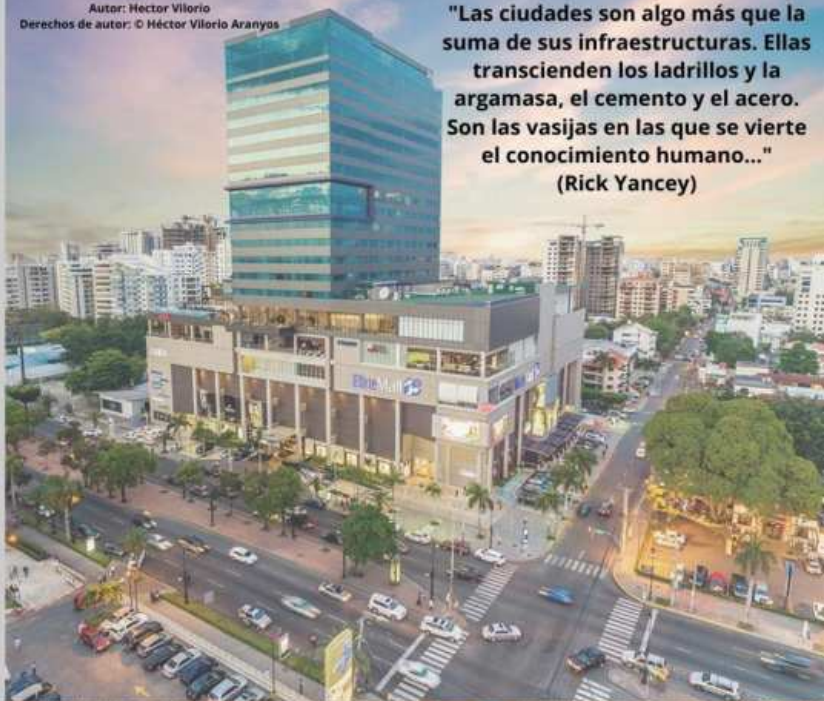 Autor: Hector Vilorio
Derechos de autor: © Héctor Vilorio Aranyos
"Las ciudades son algo más que la
suma de sus infraestructuras. Ellas
transcienden los ladrillos y la
argamasa, el cemento y el acero.
Son las vasijas en las que se vierte
el conocimiento humano..."
(Rick Yancey)
BlueMall